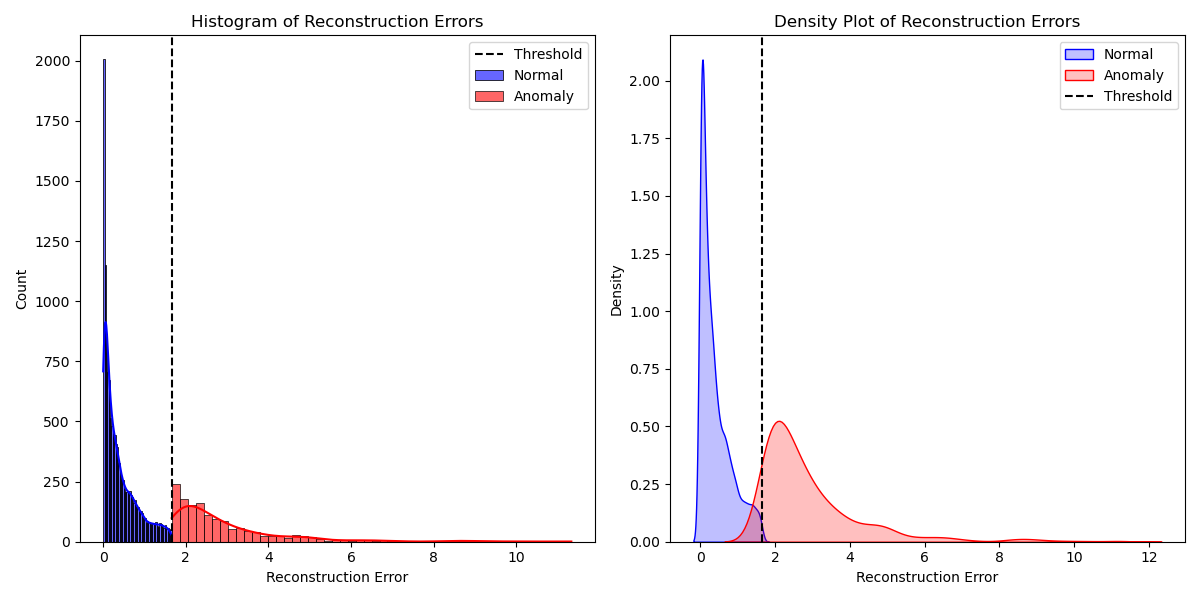 Histogram of Reconstruction Errors
Count
2000
1750
1500
1250
1000
750
500
250
0
0 2 4 6 8 10
Reconstruction Error
Threshold
Normal
Anomaly
Density Plot of Reconstruction Errors
Density
2.00
1.75
1.50
1.25
1.00
0.75
0.50
0.25
0.00
0 2 4 6 8 10 12
Reconstruction Error
Normal
Anomaly
Threshold